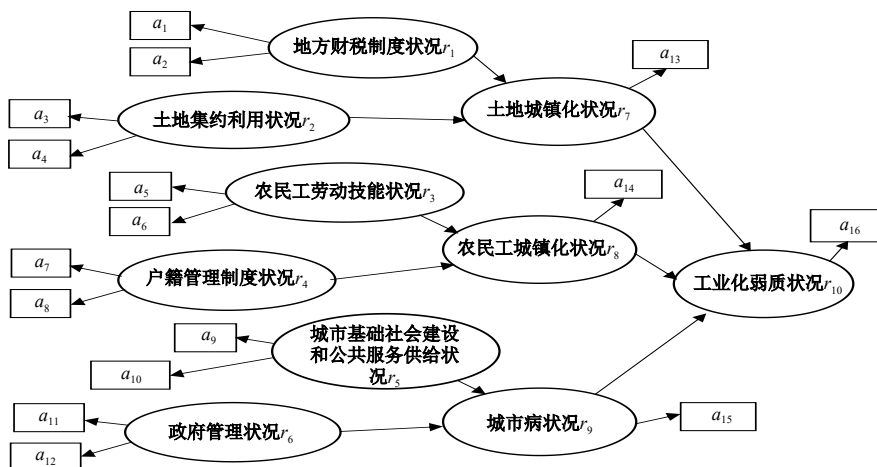 a1
a2
地方财税制度状况r1
a13
a3
a4
土地集约利用状况r2
土地城镇化状况r7
a5
a6
农民工劳动技能状况r3
a14
a7
a8
户籍管理制度状况r4
农民工城镇化状况r8
a16
工业化弱质状况r10
a9
a10
城市基础社会建设
和公共服务供给状
况r5
a11
a12
政府管理状况r6
城市病状况r9
a15